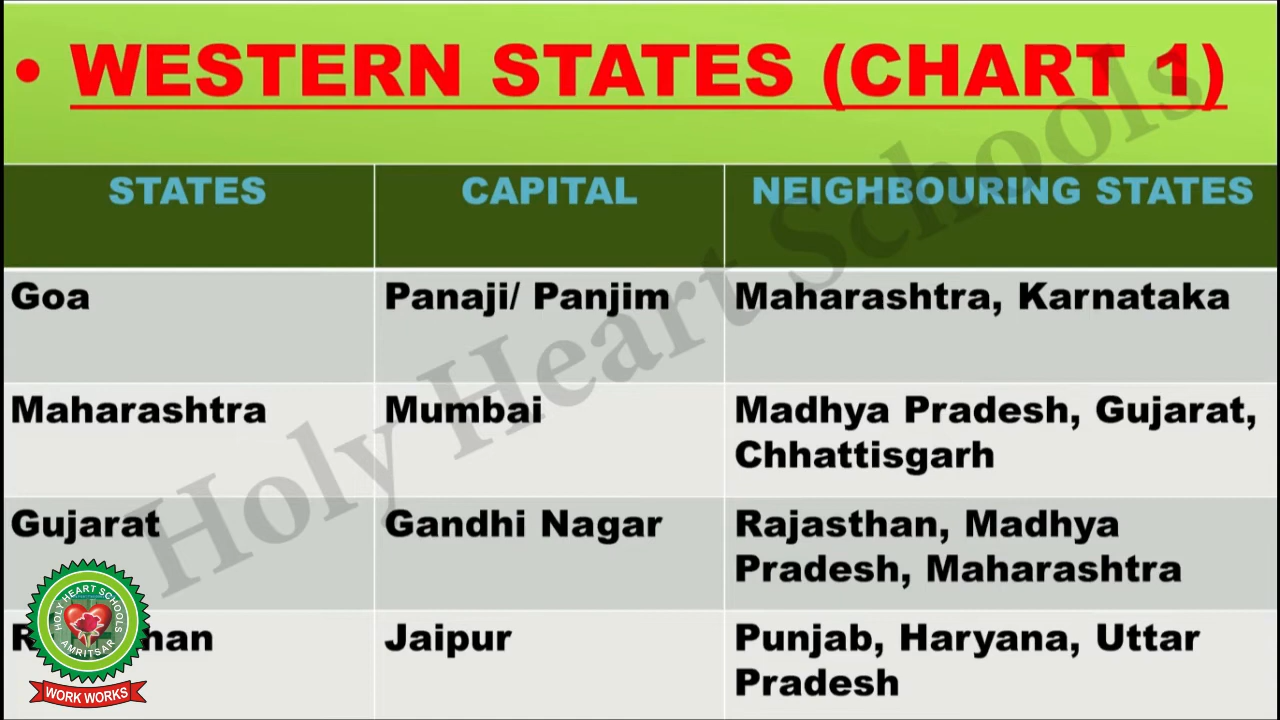 • WESTERN STATES (CHART 1)
STATES CAPITAL NEIGHBOURING STATES
Goa Panaji/ Panjim Maharashtra, Karnataka
Maharashtra Mumbai Madhya Pradesh, Gujarat,
Chhattisgarh
Gujarat Gandhi Nagar Rajasthan, Madhya
Pradesh, Maharashtra
Jaipur Punjab, Haryana, Uttar
Pradesh
Holy Heart Schools
HOLY HEART SCHOOLS
AMRITSAR
WORK WORKS